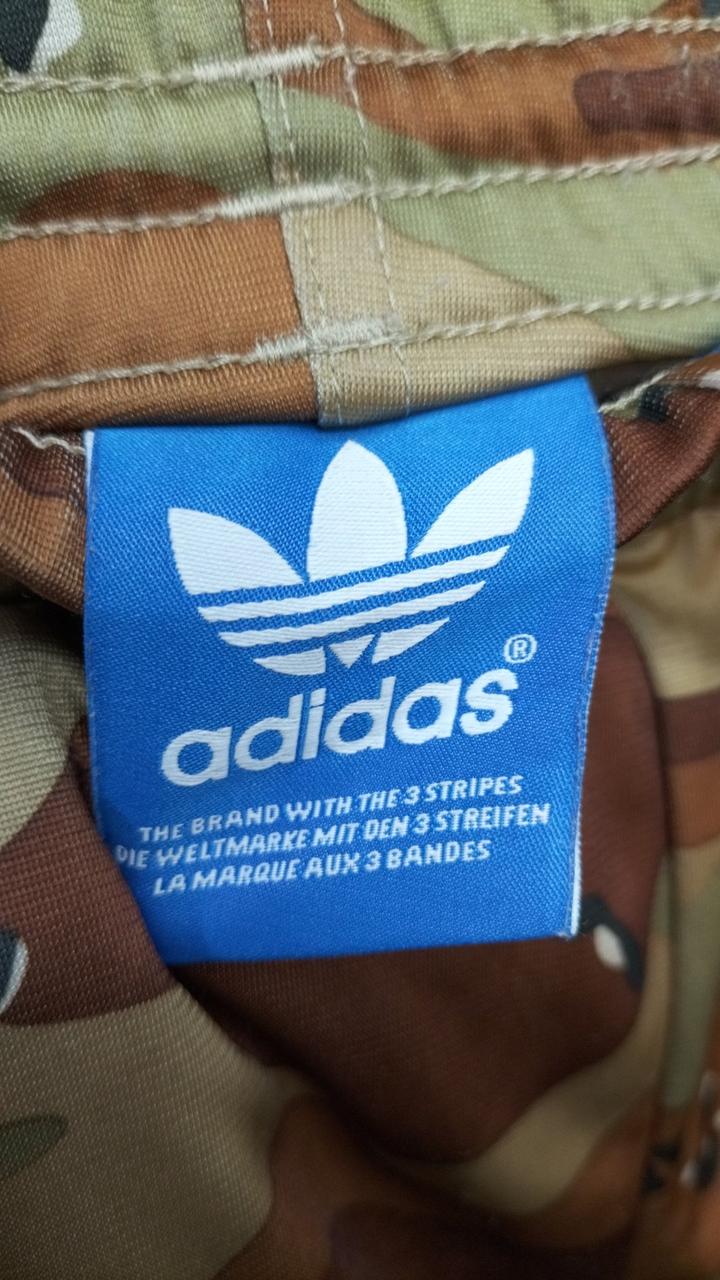 adidas®
THE BRAND WITH THE 3 STRIPES
DIE WELTMARKE MIT DEN 3 STREIFEN
LA MARQUE AUX 3 BANDES